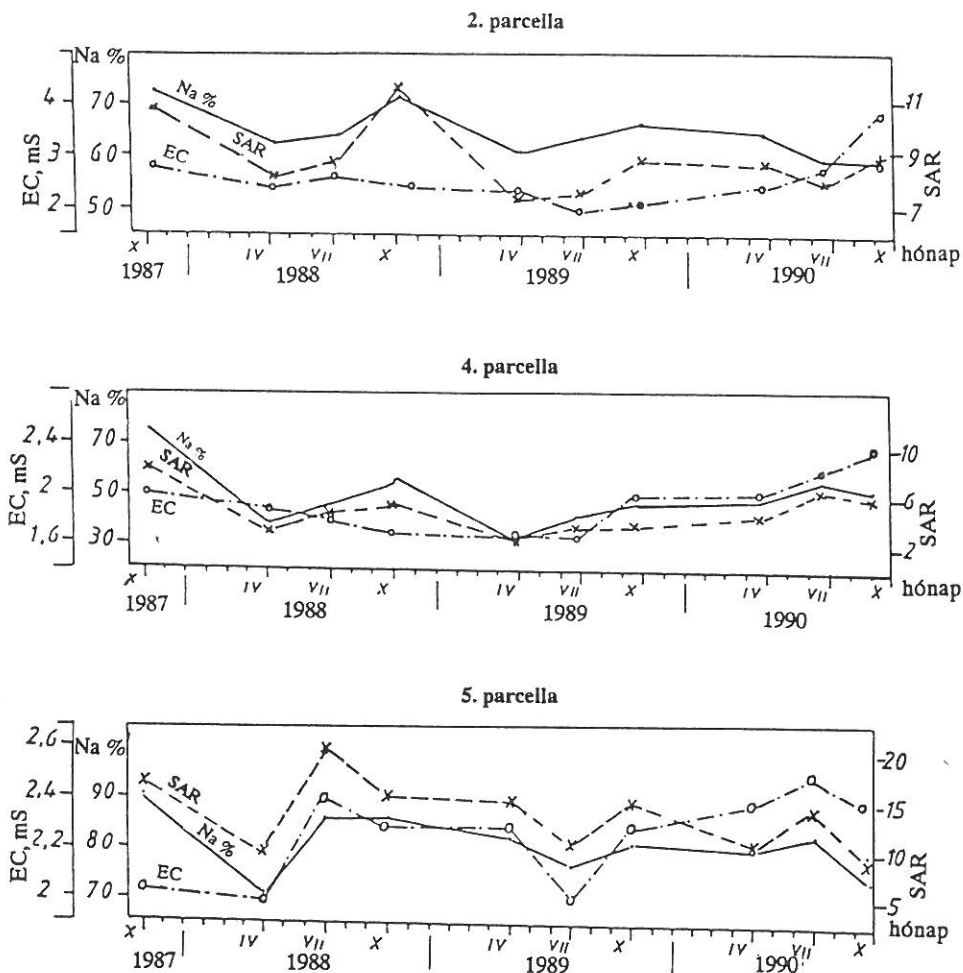 2. parcella
Na %
EC, mS
4
3
2
70
60
50
Na %
SAR
EC
11
9
7
SAR
X IV VII X IV VII X IV VII X hónap
1987 1988 1989 1990
4. parcella
Na %
EC, mS
2,4
2
1,6
70
50
30
Na %
SAR
EC
10
6
2
SAR
X IV VII X IV VII X IV VII X hónap
1987 1988 1989 1990
5. parcella
Na %
EC, mS
2,6
2,4
2,2
2
90
80
70
SAR
Na %
EC
20
15
10
5
SAR
X IV VII X IV VII X IV VII X hónap
1987 1988 1989 1990